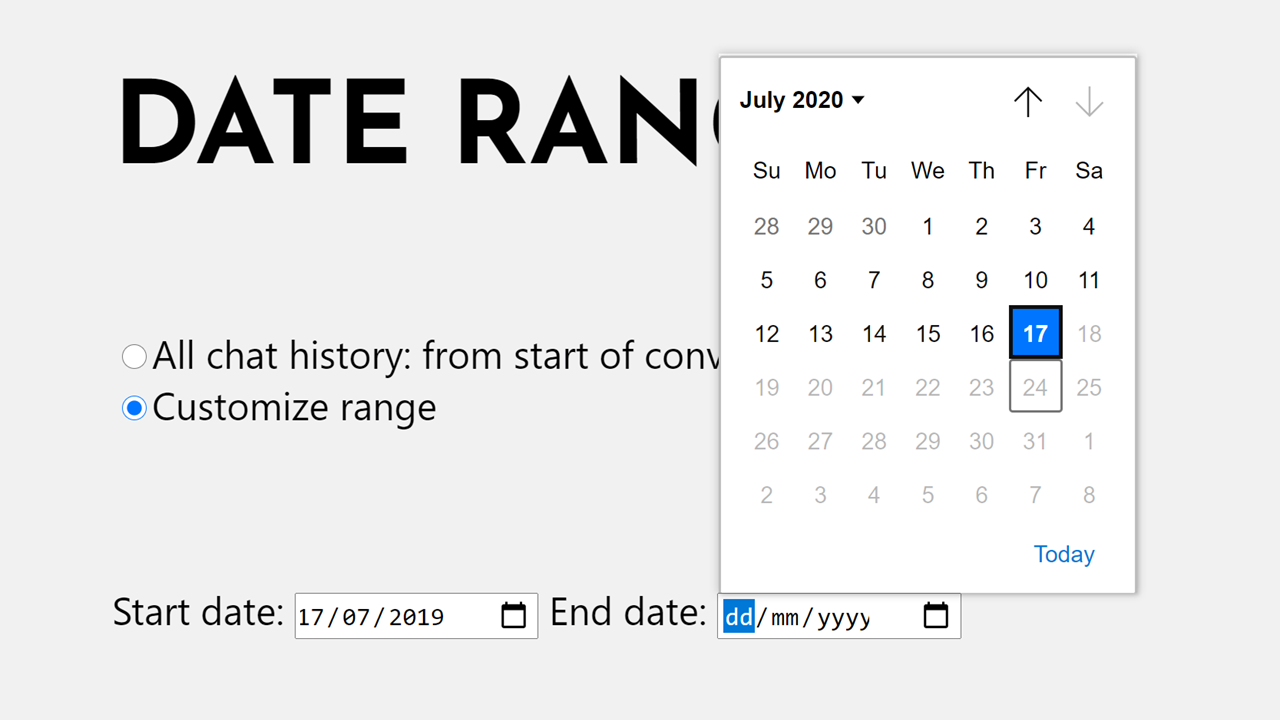 DATE RAN
July 2020
Su Mo Tu We Th Fr Sa
28 29 30 1 2 3 4
5 6 7 8 9 10 11
12 13 14 15 16 17 18
19 20 21 22 23 24 25
26 27 28 29 30 31 1
2 3 4 5 6 7 8
Today
All chat history: from start of conv
Customize range
Start date: 17/07/2019 End date: dd/mm/yyyy